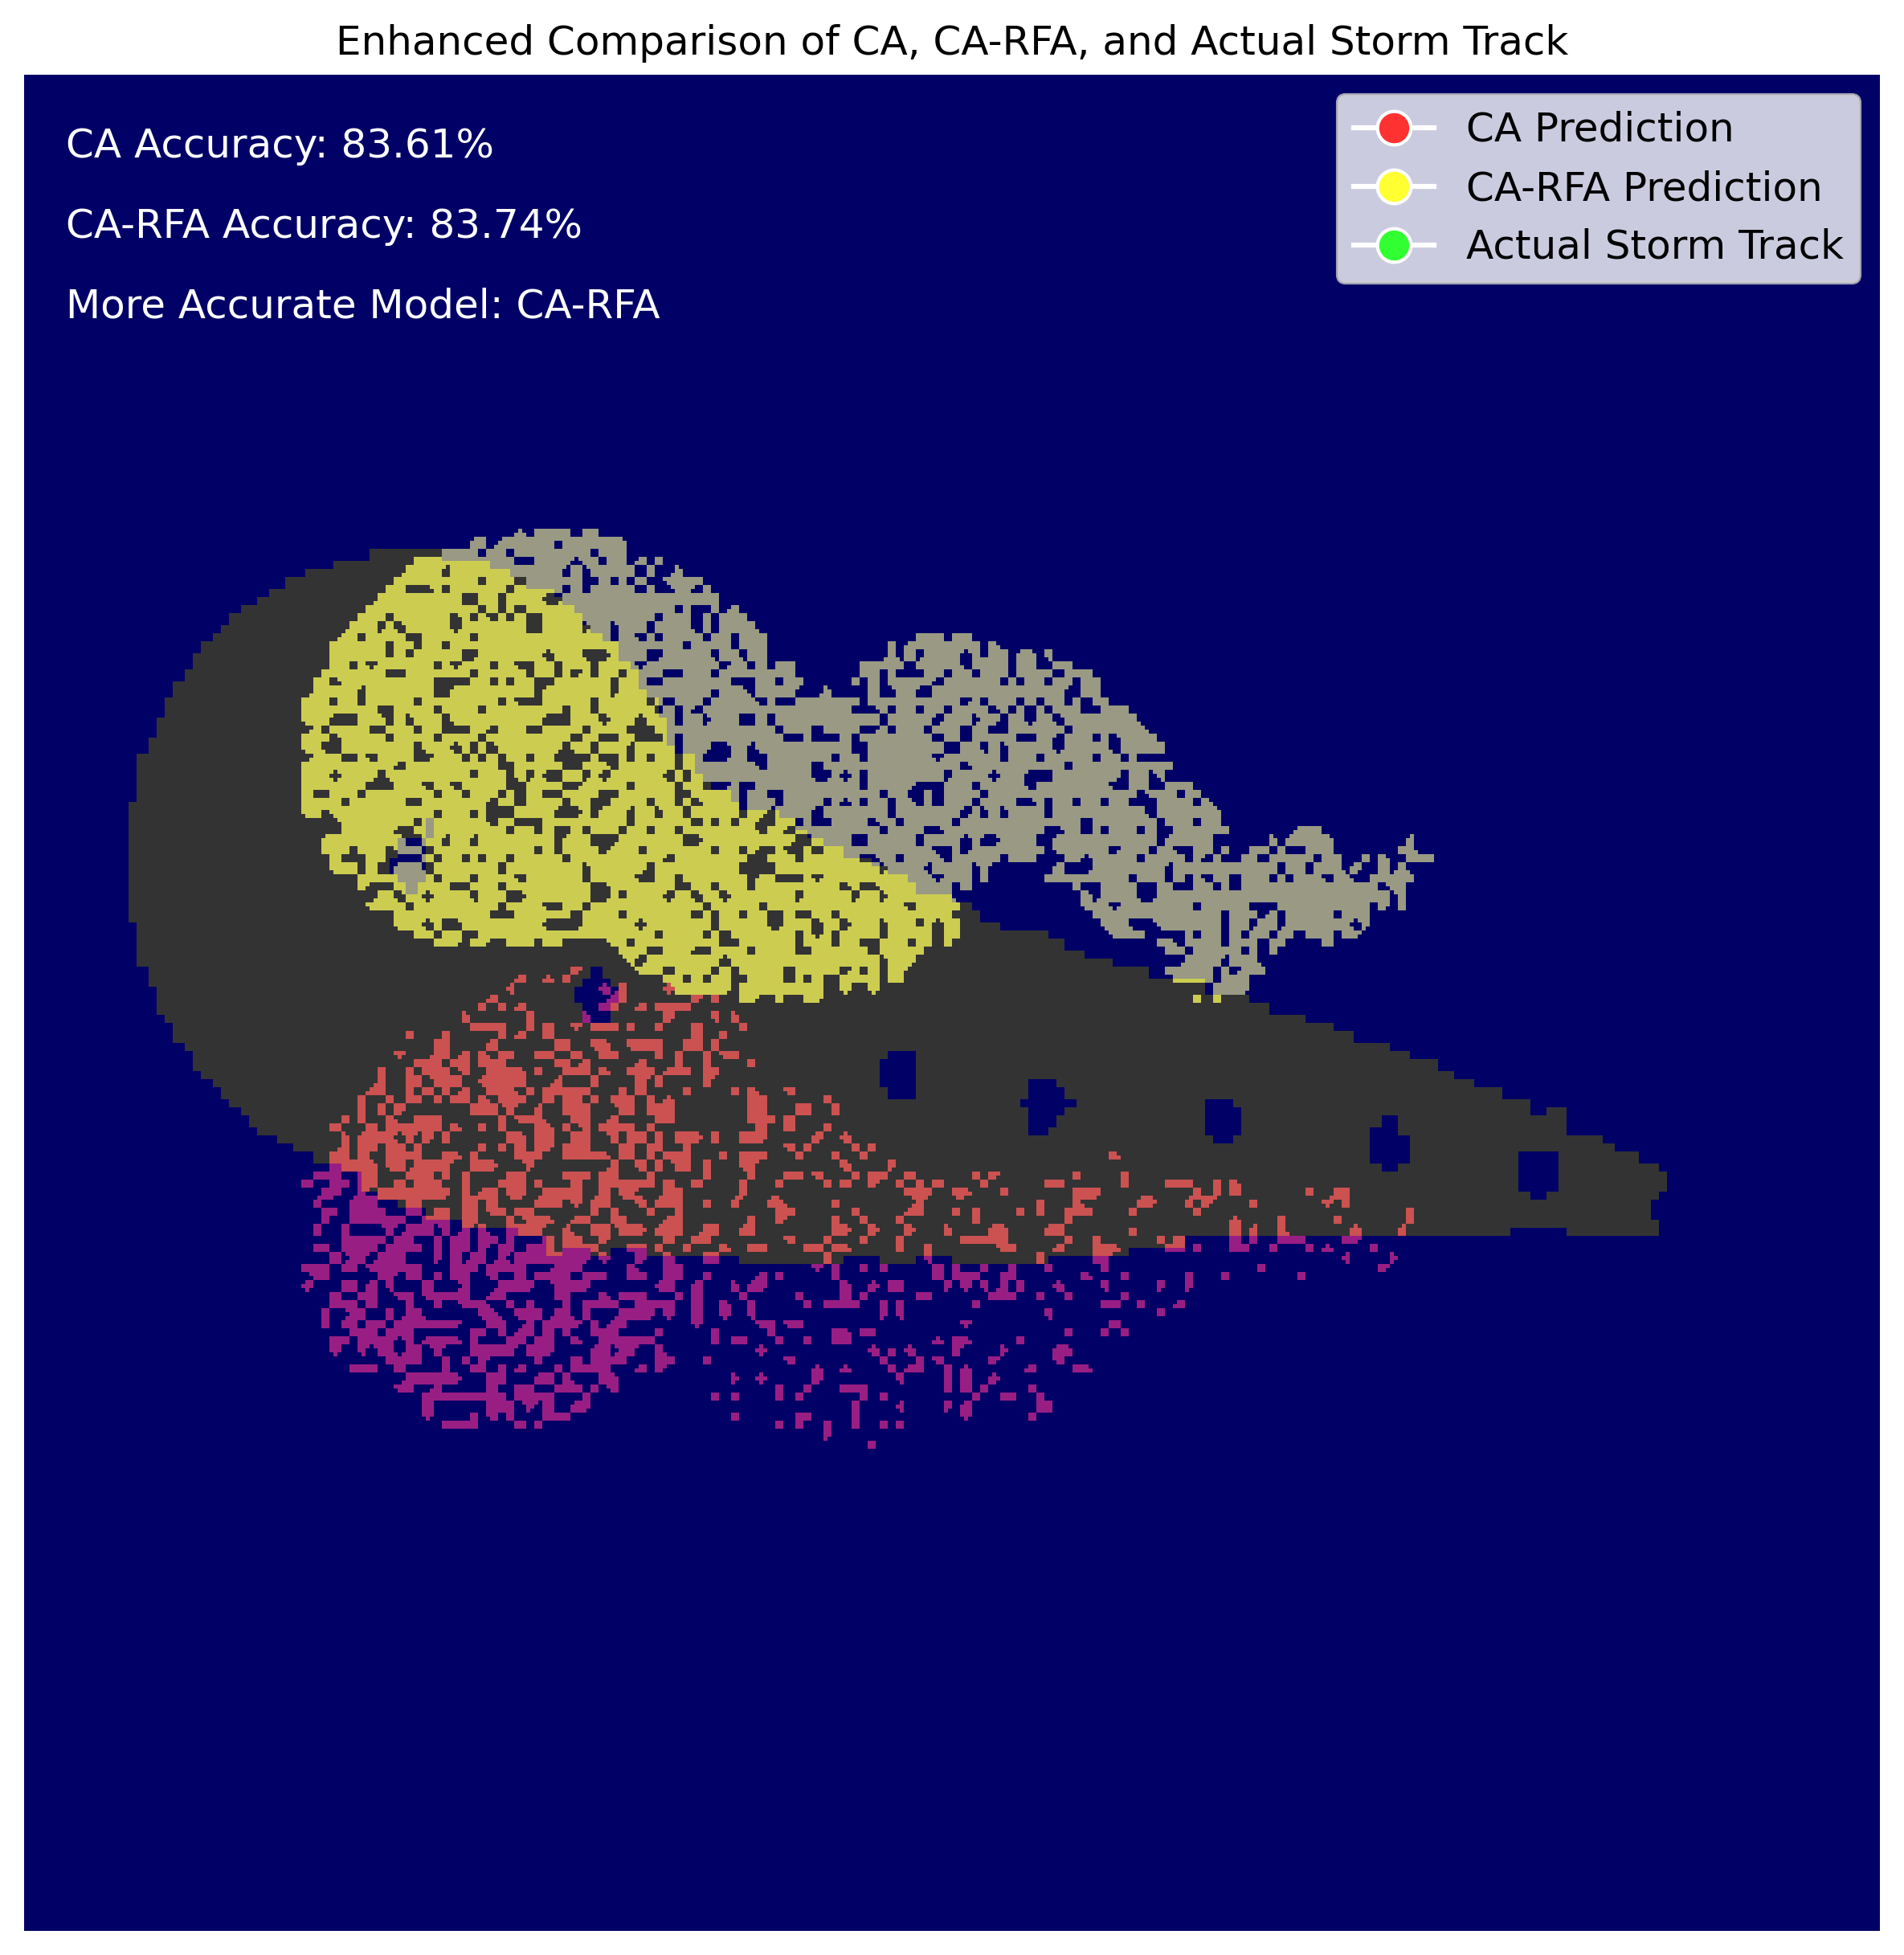 Enhanced Comparison of CA, CA-RFA, and Actual Storm Track
CA Accuracy: 83.61%
CA-RFA Accuracy: 83.74%
More Accurate Model: CA-RFA
CA Prediction
CA-RFA Prediction
Actual Storm Track